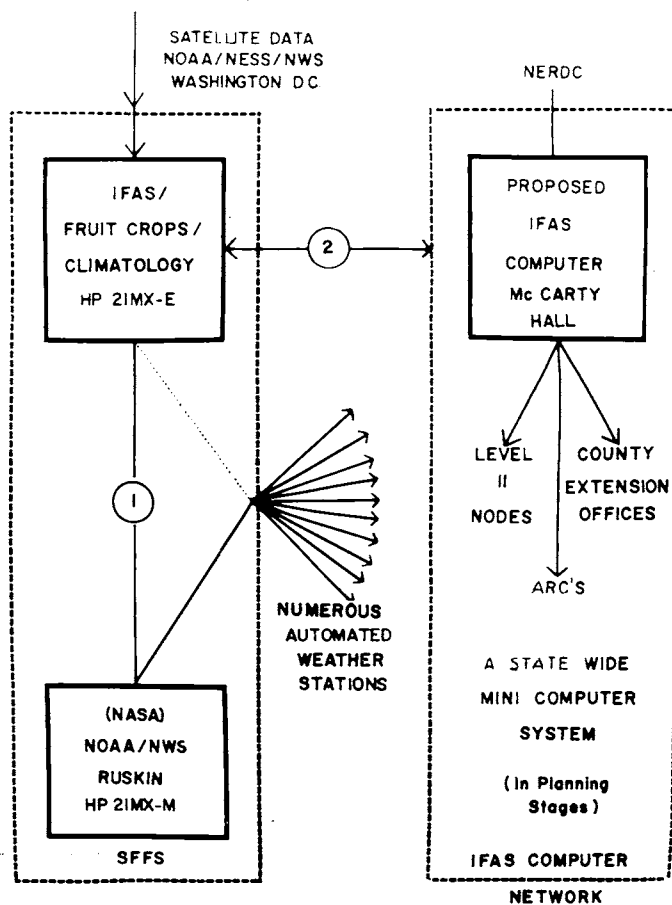 SATELLITE DATA
NOAA/NESS/NWS
WASHINGTON D C
NERDC
IFAS/
FRUIT CROPS/
CLIMATOLOGY
HP 21MX-E
2
PROPOSED
IFAS
COMPUTER
Mc CARTY
HALL
1
LEVEL
II
NODES
COUNTY
EXTENSION
OFFICES
ARC'S
NUMEROUS
AUTOMATED
WEATHER
STATIONS
(NASA)
NOAA/NWS
RUSKIN
HP 21MX-M
SFFS
A STATE WIDE
MINI COMPUTER
SYSTEM
(In Planning
Stages)
IFAS COMPUTER
NETWORK